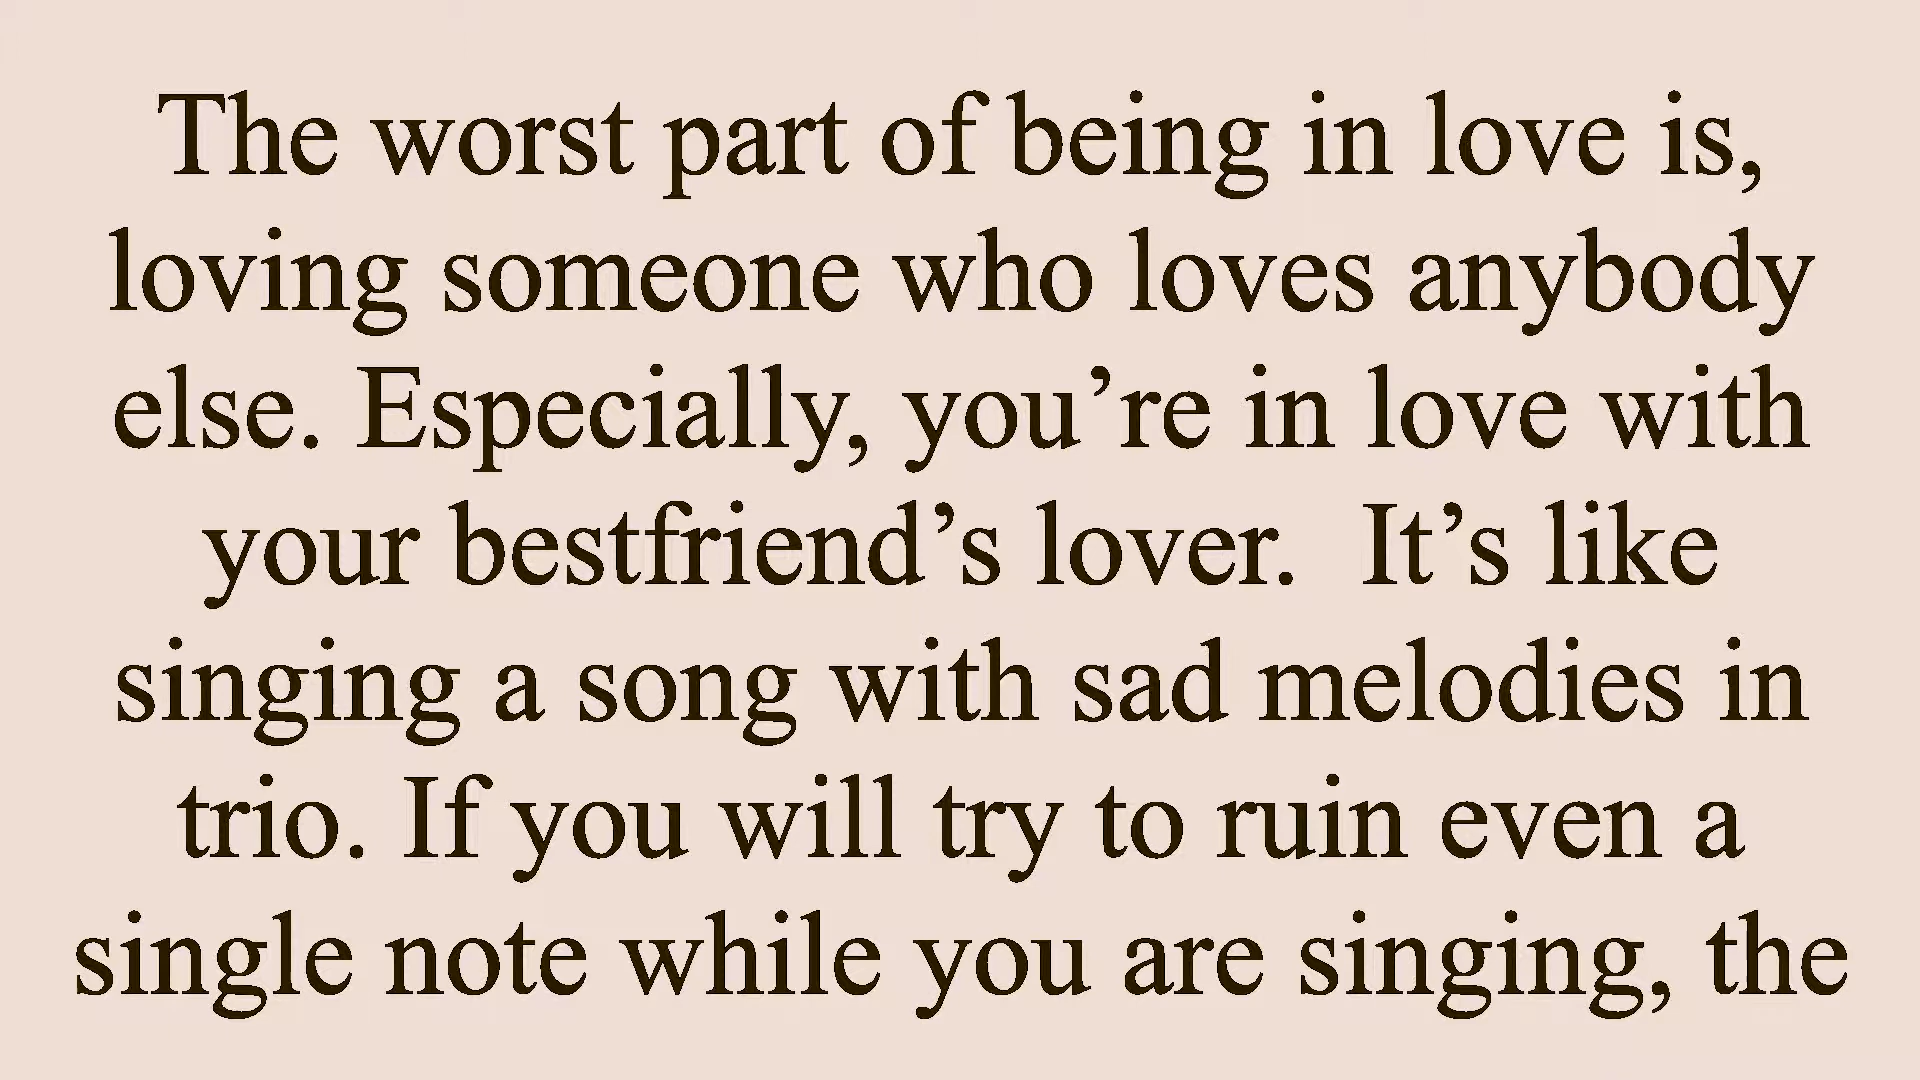 The worst part of being in love is,
loving someone who loves anybody
else. Especially, you’re in love with
your bestfriend’s lover.  It’s like
singing a song with sad melodies in
trio. If you will try to ruin even a
single note while you are singing, the